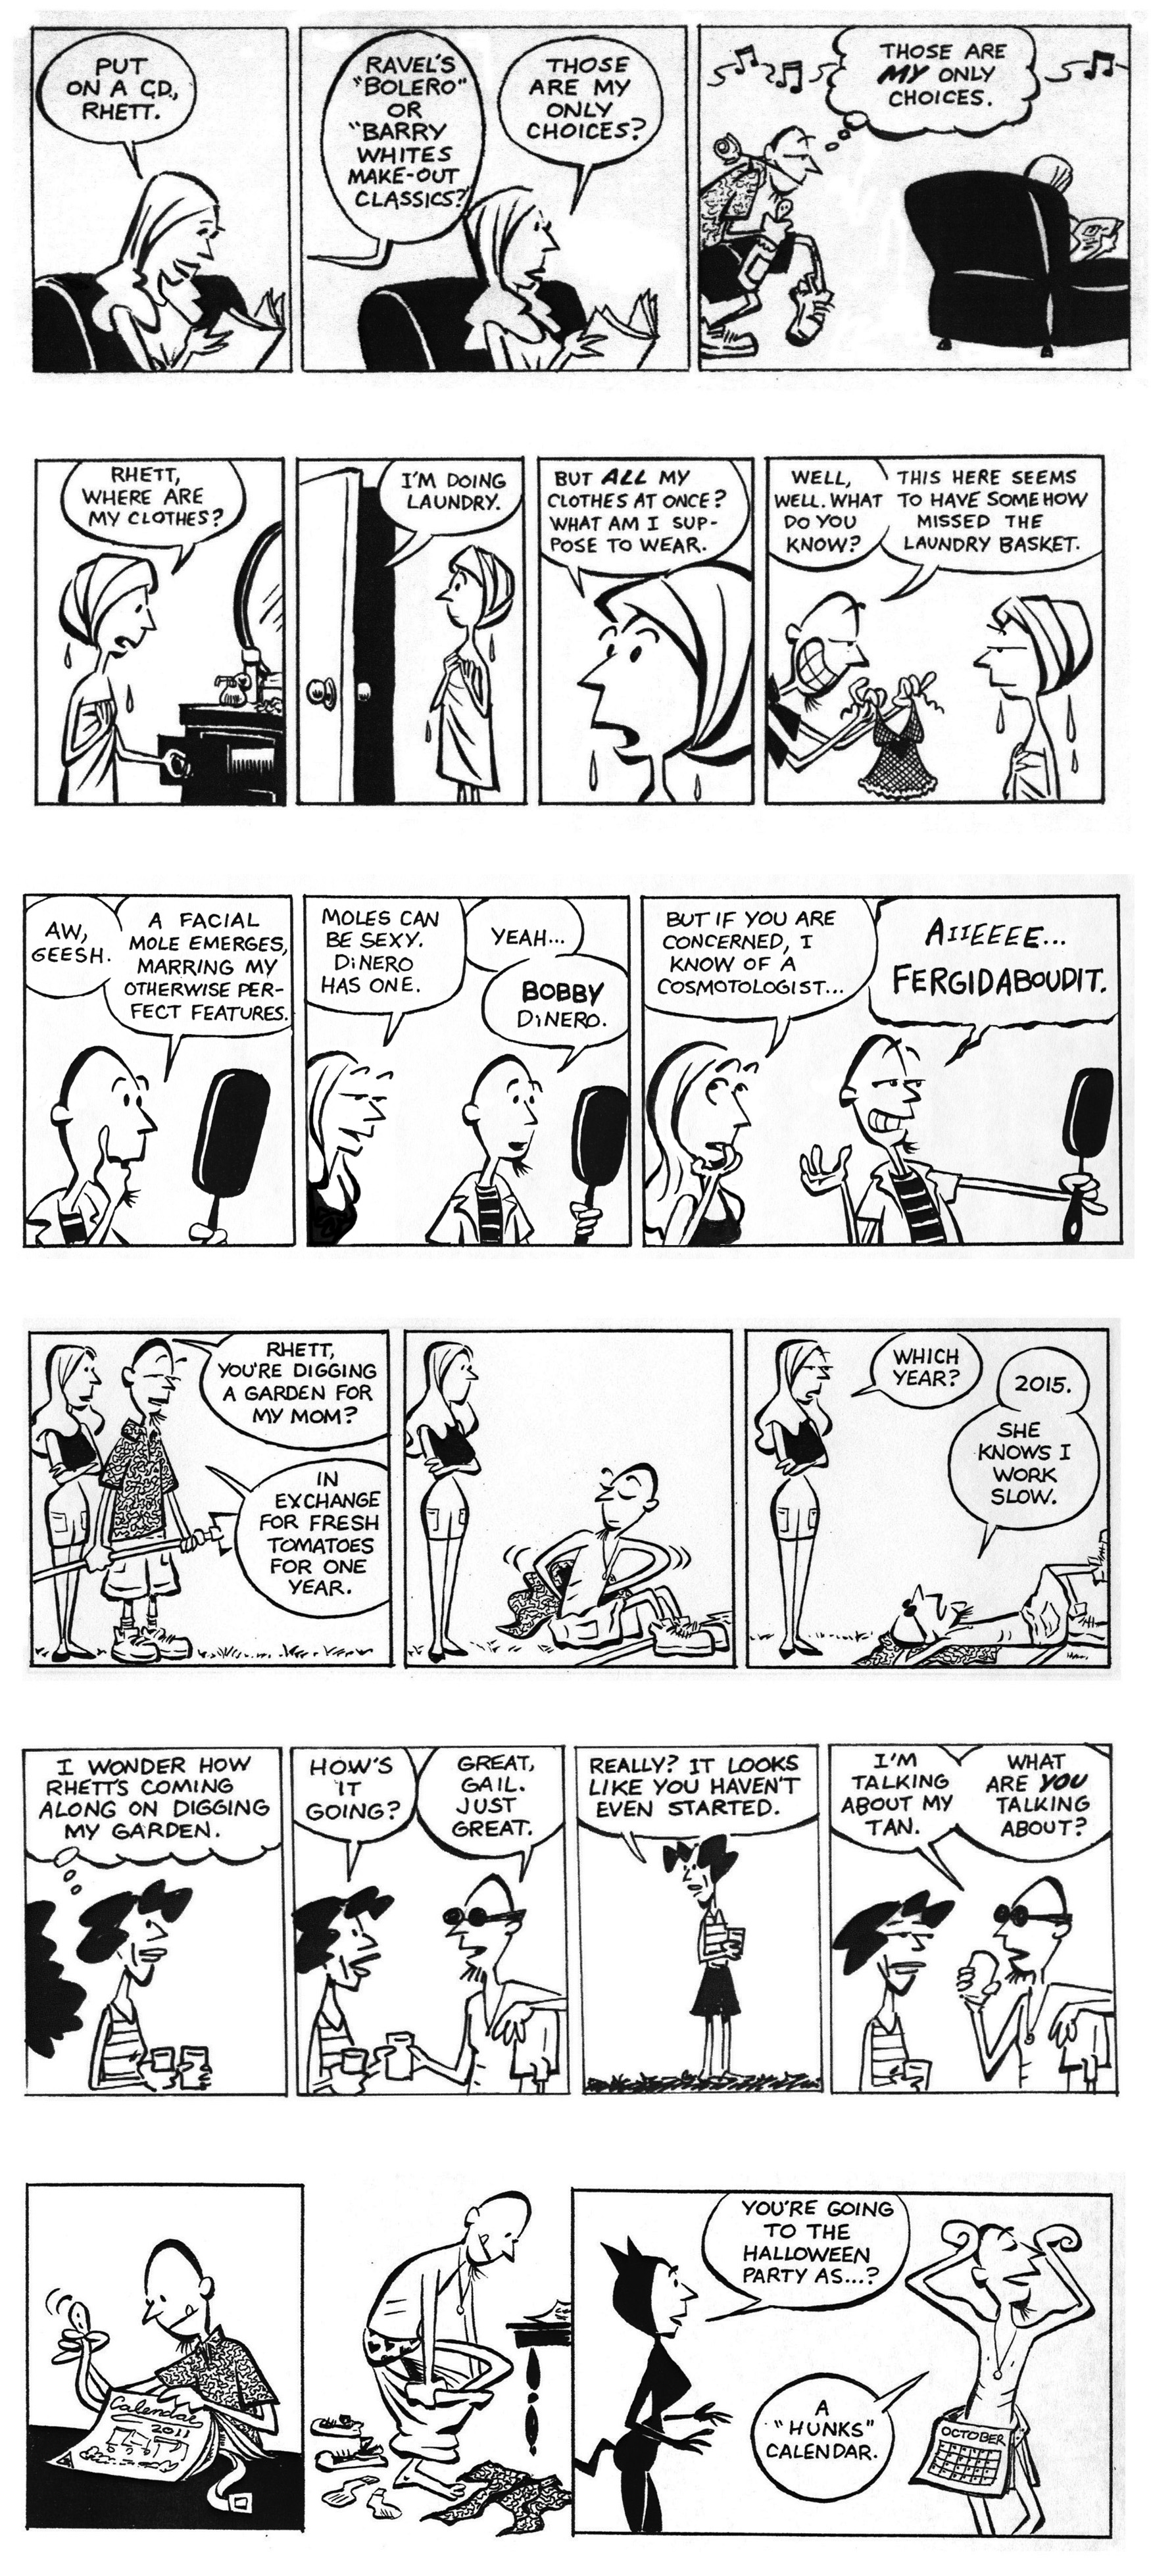 PUT
ON A CD,
RHETT.
RAVEL'S
"BOLERO"
OR
"BARRY
WHITES
MAKE-OUT
CLASSICS?
THOSE
ARE MY
ONLY
CHOICES?
THOSE ARE
MY ONLY
CHOICES.
RHETT,
WHERE ARE
MY CLOTHES?
I'M DOING
LAUNDRY.
BUT ALL MY
CLOTHES AT ONCE?
WHAT AM I SUP-
POSE TO WEAR.
WELL,
WELL. WHAT
DO YOU
KNOW?
THIS HERE SEEMS
TO HAVE SOMEHOW
MISSED THE
LAUNDRY BASKET.
AW,
GEESH.
A FACIAL
MOLE EMERGES,
MARRING MY
OTHERWISE PER-
FECT FEATURES.
MOLES CAN
BE SEXY.
DiNERO
HAS ONE.
YEAH...
BOBBY
DiNERO.
BUT IF YOU ARE
CONCERNED, I
KNOW OF A
COSMOTOLOGIST...
AIIEEEE...
FERGIDABOUDIT.
RHETT,
YOU'RE DIGGING
A GARDEN FOR
MY MOM?
IN
EXCHANGE
FOR FRESH
TOMATOES
FOR ONE
YEAR.
WHICH
YEAR?
2015.
SHE
KNOWS I
WORK
SLOW.
I WONDER HOW
RHETT'S COMING
ALONG ON DIGGING
MY GARDEN.
HOW'S
IT
GOING?
GREAT,
GAIL.
JUST
GREAT.
REALLY? IT LOOKS
LIKE YOU HAVEN'T
EVEN STARTED.
I'M
TALKING
ABOUT MY
TAN.
WHAT
ARE YOU
TALKING
ABOUT?
Calendar
2011
YOU'RE GOING
TO THE
HALLOWEEN
PARTY AS...?
A
"HUNKS"
CALENDAR.
OCTOBER